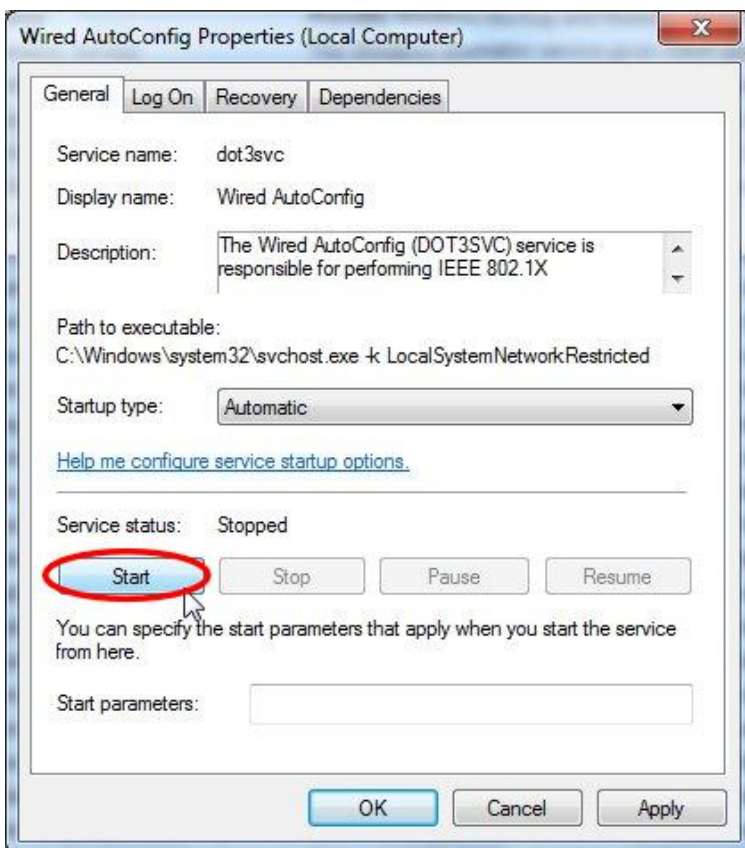 Wired AutoConfig Properties (Local Computer)
General Log On Recovery Dependencies
Service name: dot3svc
Display name: Wired AutoConfig
Description: The Wired AutoConfig (DOT3SVC) service is
responsible for performing IEEE 802.1X
Path to executable:
C:\Windows\system32\svchost.exe -k LocalSystemNetworkRestricted
Startup type: Automatic
Help me configure service startup options.
Service status: Stopped
Start Stop Pause Resume
You can specify the start parameters that apply when you start the service
from here.
Start parameters:
OK Cancel Apply